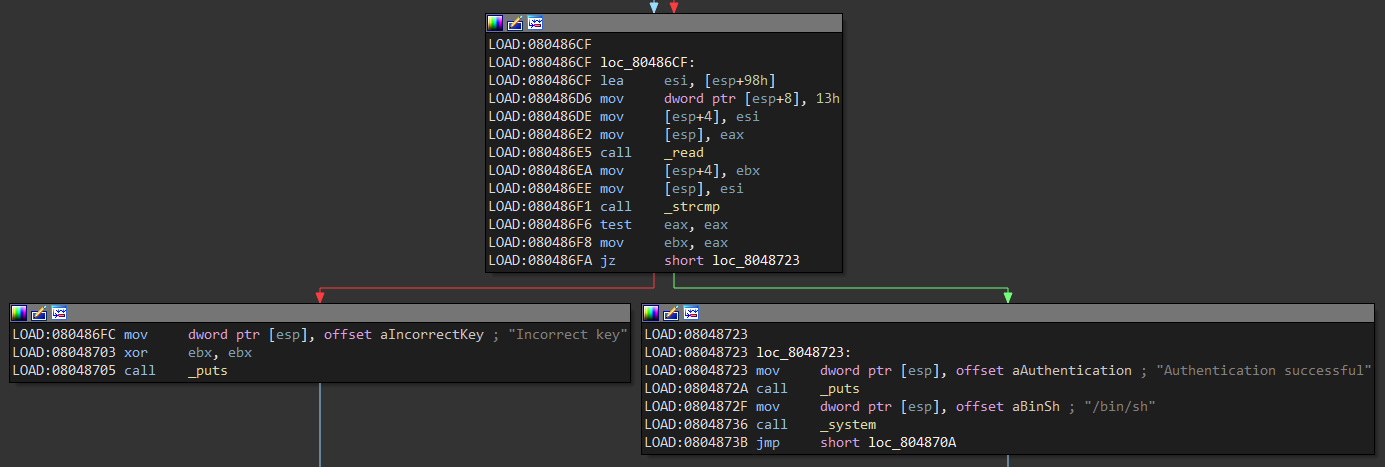 LOAD:080486CF
LOAD:080486CF loc_80486CF:
LOAD:080486CF lea     esi, [esp+98h]
LOAD:080486D6 mov     dword ptr [esp+8], 13h
LOAD:080486DE mov     [esp+4], esi
LOAD:080486E2 mov     [esp], eax
LOAD:080486E5 call    _read
LOAD:080486EA mov     [esp+4], ebx
LOAD:080486EE mov     [esp], esi
LOAD:080486F1 call    _strcmp
LOAD:080486F6 test    eax, eax
LOAD:080486F8 mov     ebx, eax
LOAD:080486FA jz      short loc_8048723
LOAD:080486FC mov     dword ptr [esp], offset aIncorrectKey ; "Incorrect key"
LOAD:08048703 xor     ebx, ebx
LOAD:08048705 call    _puts
LOAD:08048723
LOAD:08048723 loc_8048723:
LOAD:08048723 mov     dword ptr [esp], offset aAuthentication ; "Authentication successful"
LOAD:0804872A call    _puts
LOAD:0804872F mov     dword ptr [esp], offset aBinSh ; "/bin/sh"
LOAD:08048736 call    _system
LOAD:0804873B jmp     short loc_804870A